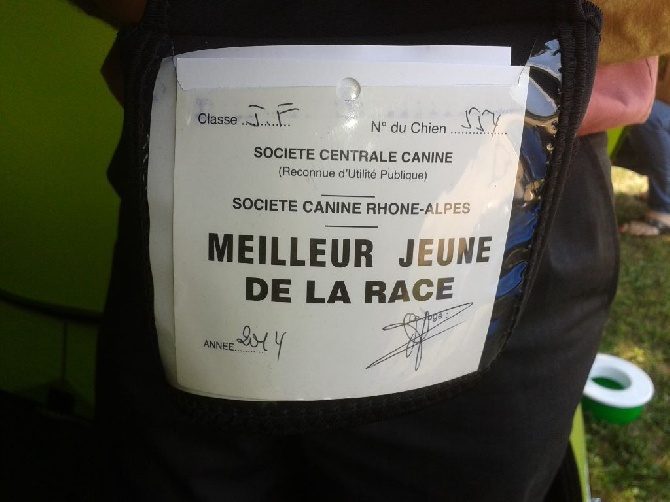 Classe J.F N° du Chien 557
SOCIETE CENTRALE CANINE
(Reconnue d'Utilité Publique)
SOCIETE CANINE RHONE-ALPES
MEILLEUR JEUNE
DE LA RACE
ANNEE 2014